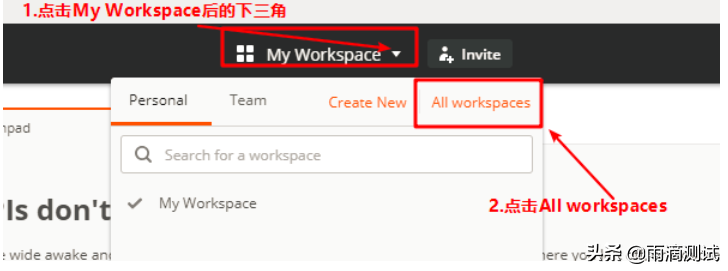 1.点击My Workspace后的下三角
My Workspace
Invite
Personal Team Create New All workspaces
npad
Search for a workspace
Is don't
My Workspace
2.点击All workspaces
e wide awake and
here yo
头条 @雨滴测试